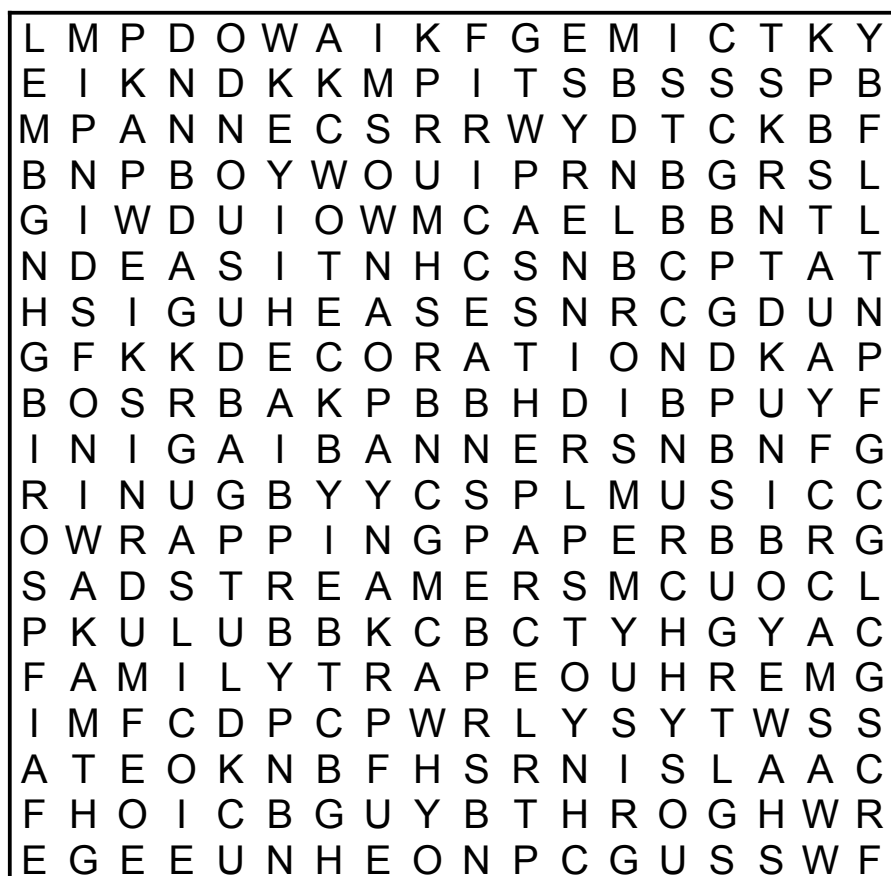 L M P D O W A I K F G E M I C T K Y
E I K N D K K M P I T S B S S S P B
M P A N N E C S R R W Y D T C K B F
B N P B O Y W O U I P R N B G R S L
G I W D U I O W M C A E L B B N T L
N D E A S I T N H C S N B C P T A T
H S I G U H E A S E S N R C G D U N
G F K K D E C O R A T I O N D K A P
B O S R B A K P B B H D I B P U Y F
I N I G A I B A N N E R S N B N F G
R I N U G B Y Y C S P L M U S I C C
O W R A P P I N G P A P E R B B R G
S A D S T R E A M E R S M C U O C L
P K U L U B B K C B C T Y H G Y A C
F A M I L Y T R A P E O U H R E M G
I M F C D P C P W R L Y S Y T W S S
A T E O K N B F H S R N I S L A A C
F H O I C B G U Y B T H R O G H W R
E G E E U N H E O N P C G U S S W F